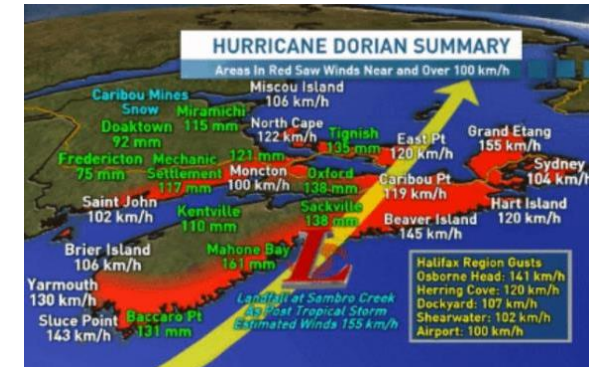 HURRICANE DORIAN SUMMARY
Areas In Red Saw Winds Near and Over 100 km/h
Miscou Island
106 km/h
Caribou Mines
Snow
Miramichi
115 mm
Doaktown
92 mm
North Cape
122 km/h
Tignish
135 mm
East Pt
120 km/h
Grand Etang
155 km/h
Fredericton
75 mm
Mechanic
Settlement
117 mm
121 mm
Moncton
100 km/h
Oxford
138 mm
Caribou Pt
119 km/h
Sydney
104 km/h
Saint John
102 km/h
Kentville
110 mm
Sackville
138 mm
Beaver Island
145 km/h
Hart Island
120 km/h
Brier Island
106 km/h
Mahone Bay
161 mm
L
Yarmouth
130 km/h
Sluce Point
143 km/h
Baccaro Pt
131 mm
Landfall at Sambro Creek
As Post Tropical Storm
Estimated Winds 155 km/h
Halifax Region Gusts
Osborne Head: 141 km/h
Herring Cove: 120 km/h
Dockyard: 107 km/h
Shearwater: 102 km/h
Airport: 100 km/h